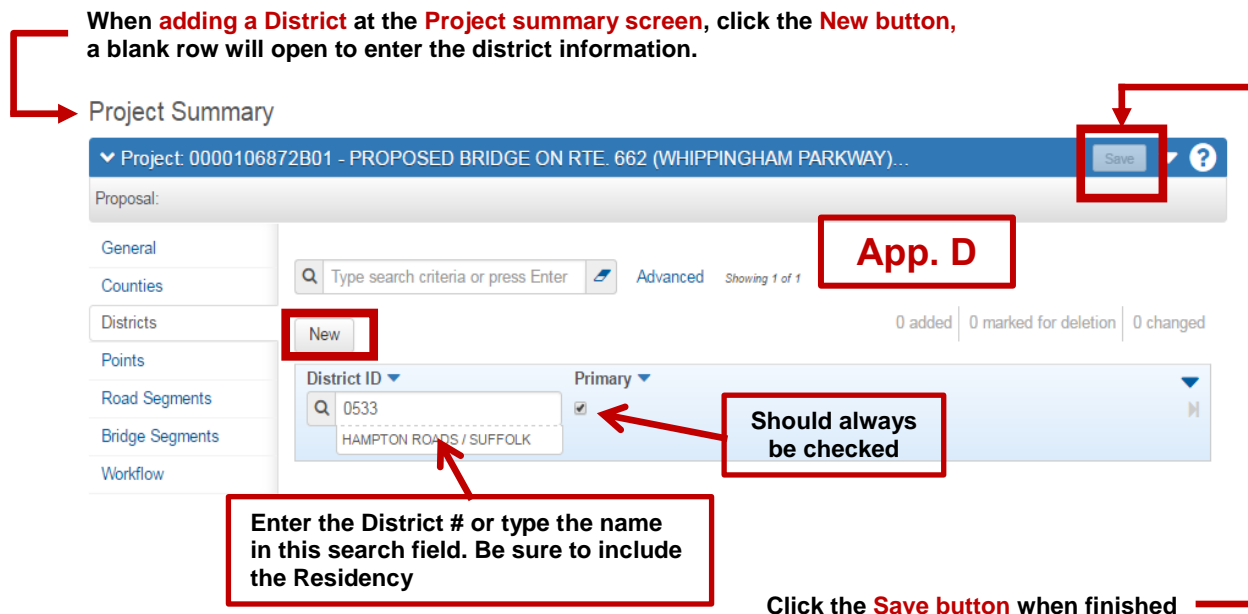 When adding a District at the Project summary screen, click the New button,
a blank row will open to enter the district information.
Project Summary
Project: 0000106872B01 - PROPOSED BRIDGE ON RTE. 662 (WHIPPINGHAM PARKWAY)...
Save
?
Proposal:
General
Counties
Districts
Points
Road Segments
Bridge Segments
Workflow
Type search criteria or press Enter
Advanced
Showing 1 of 1
App. D
New
0 added | 0 marked for deletion | 0 changed
District ID
Primary
0533
HAMPTON ROADS / SUFFOLK
Should always
be checked
Enter the District # or type the name
in this search field. Be sure to include
the Residency
Click the Save button when finished